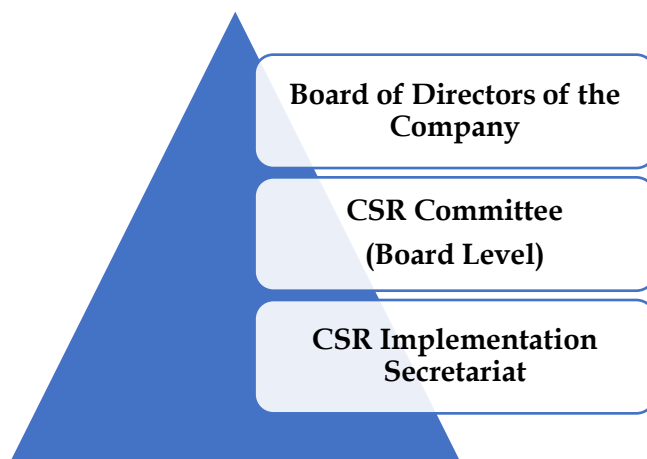 Board of Directors of the
Company
CSR Committee
(Board Level)
CSR Implementation
Secretariat